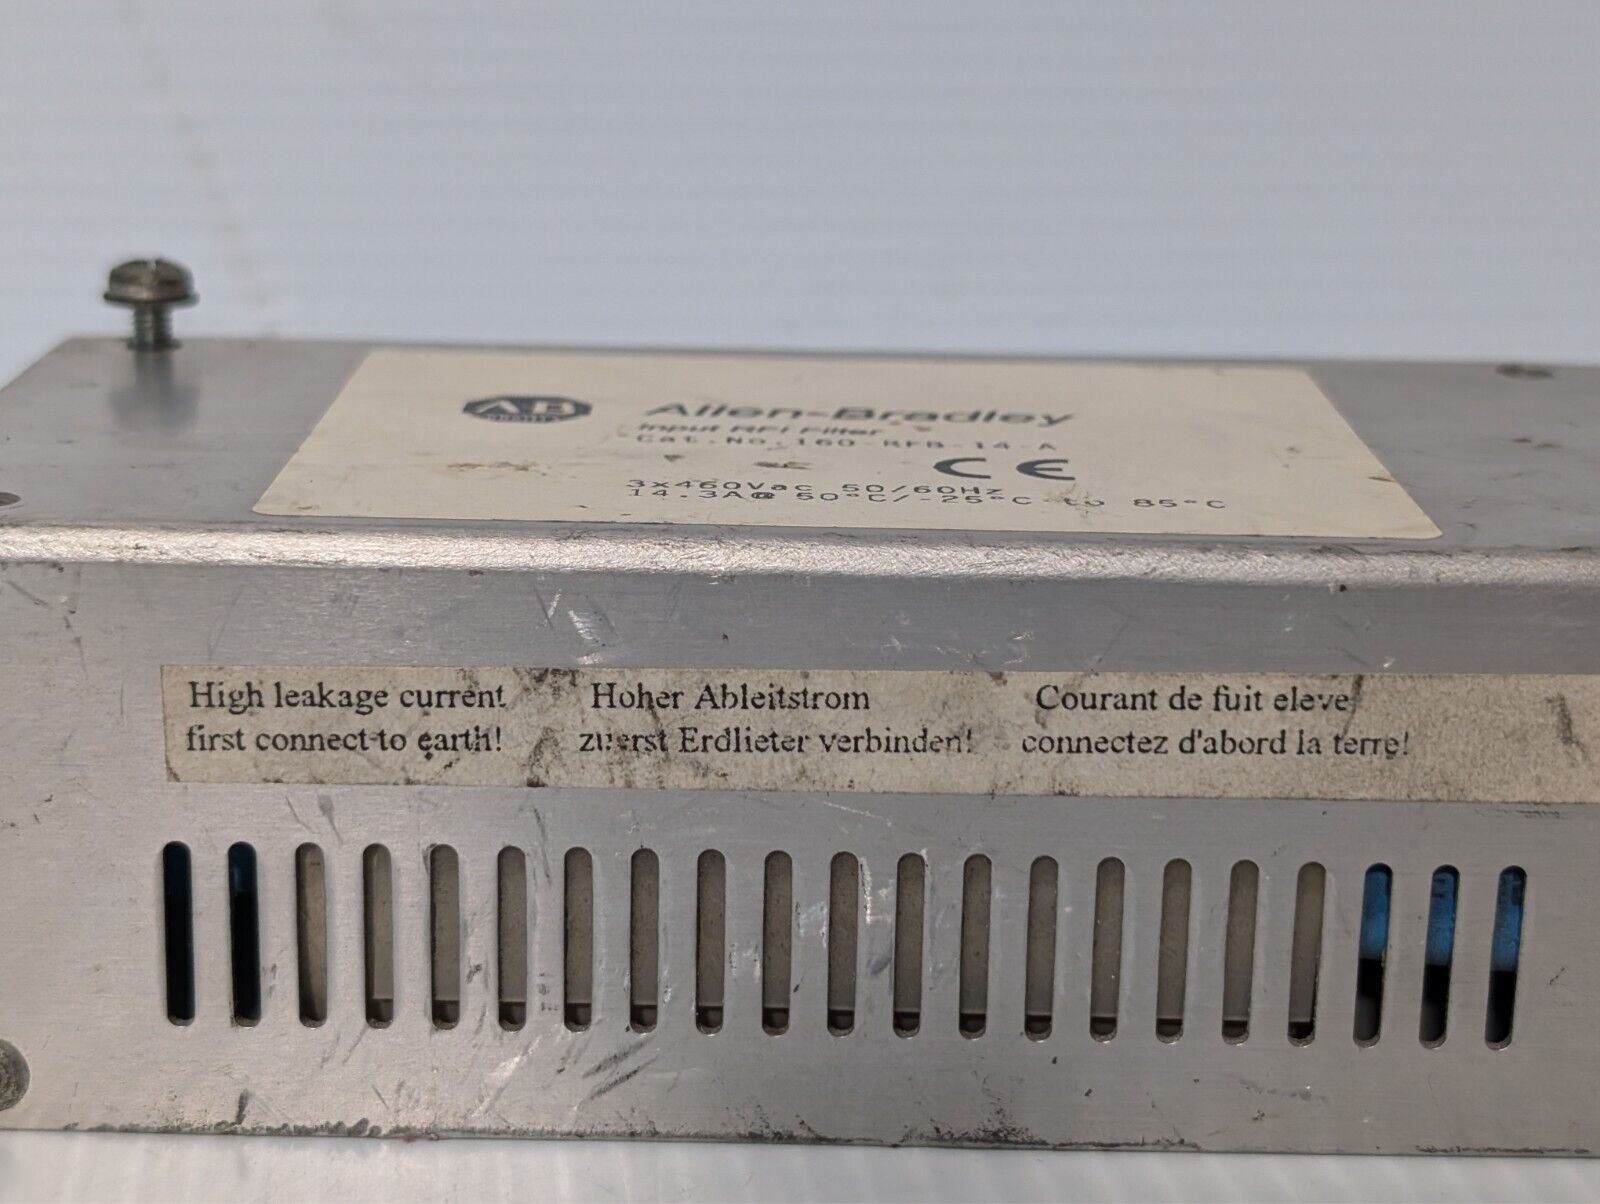 AB
Allen-Bradley
Input RFI Filter
Cat.No.160-RFB-14-A
CE
3x460Vac 50/60Hz
14.3A@ 50°C/-25°C to 85°C
High leakage current
first connect to earth!
Hoher Ableitstrom
zuerst Erdlieter verbinden!
Courant de fuit eleve,
connectez d'abord la terre!